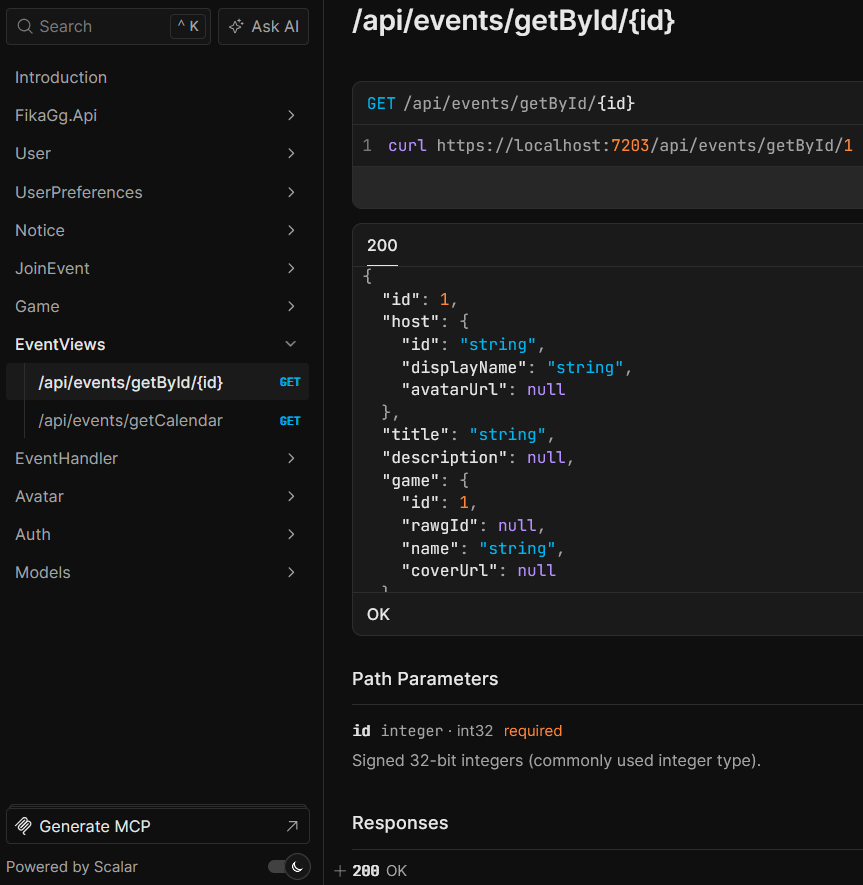 Search
^ K
Ask AI
Introduction
FikaGg.Api
User
UserPreferences
Notice
JoinEvent
Game
EventViews
/api/events/getById/{id} GET
/api/events/getCalendar GET
EventHandler
Avatar
Auth
Models
Generate MCP
Powered by Scalar
/api/events/getById/{id}
GET /api/events/getById/{id}
1 curl https://localhost:7203/api/events/getById/1
200
{
"id": 1,
"host": {
"id": "string",
"displayName": "string",
"avatarUrl": null
},
"title": "string",
"description": null,
"game": {
"id": 1,
"rawgId": null,
"name": "string",
"coverUrl": null
}
OK
Path Parameters
id integer · int32 required
Signed 32-bit integers (commonly used integer type).
Responses
200 OK